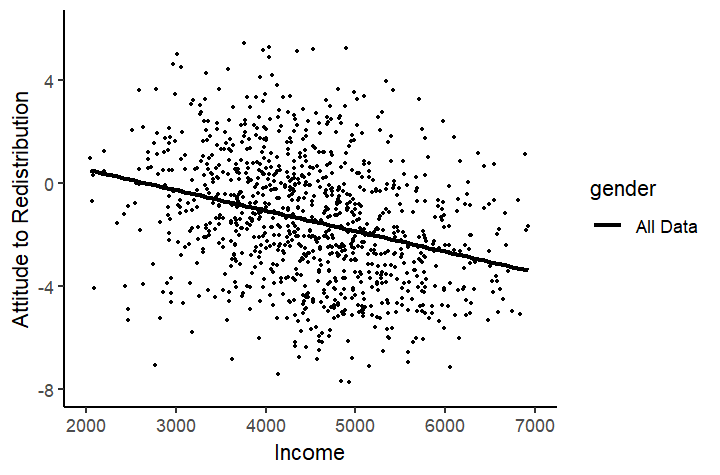 Attitude to Redistribution
4
0
-4
-8
2000 3000 4000 5000 6000 7000
Income
gender
All Data